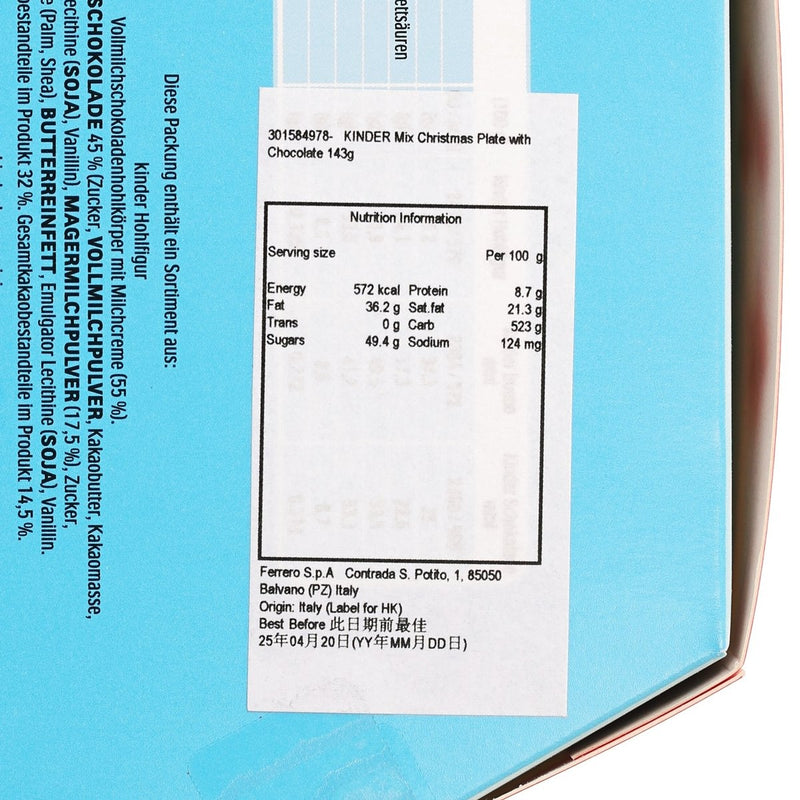 301584978- KINDER Mix Christmas Plate with
Chocolate 143g
Nutrition Information
Serving size Per 100 g
Energy 572 kcal Protein 8.7 g
Fat 36.2 g Sat.fat 21.3 g
Trans 0 g Carb 523 g
Sugars 49.4 g Sodium 124 mg
Ferrero S.p.A Contrada S. Potito, 1, 85050
Balvano (PZ) Italy
Origin: Italy (Label for HK)
Best Before 此日期前最佳
25年04月20日(YY年MM月DD日)
ettsäuren
Diese Packung enthält ein Sortiment aus:
kinder Hohlfigur
Vollmilchschokoladenhohlkörper mit Milchcreme (55 %).
SCHOKOLADE 45 % (Zucker, VOLLMILCHPULVER, Kakaobutter, Kakaomasse,
ecithine (SOJA), Vanillin), MAGERMILCHPULVER (17,5 %), Zucker,
e (Palm, Shea), BUTTERREINFETT, Emulgator Lecithine (SOJA), Vanillin.
bestandteile im Produkt 32 %. Gesamtkakaobestandteile im Produkt 14,5 %.